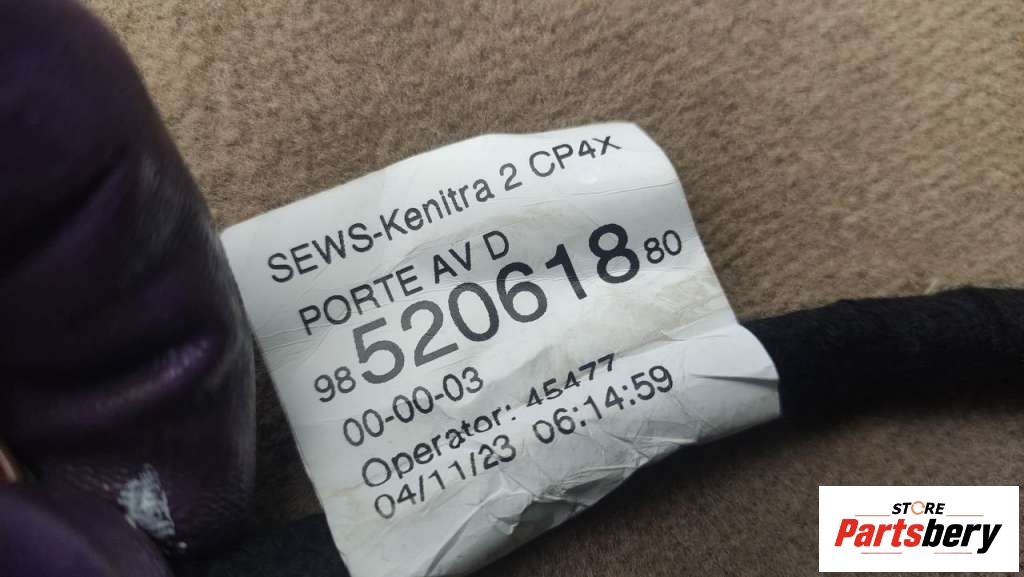 SEWS-Kenitra 2 CP4X
PORTE AV D
98 520618 80
00-00-03
Operator: 45477
04/11/23 06:14:59
STORE
Partsbery